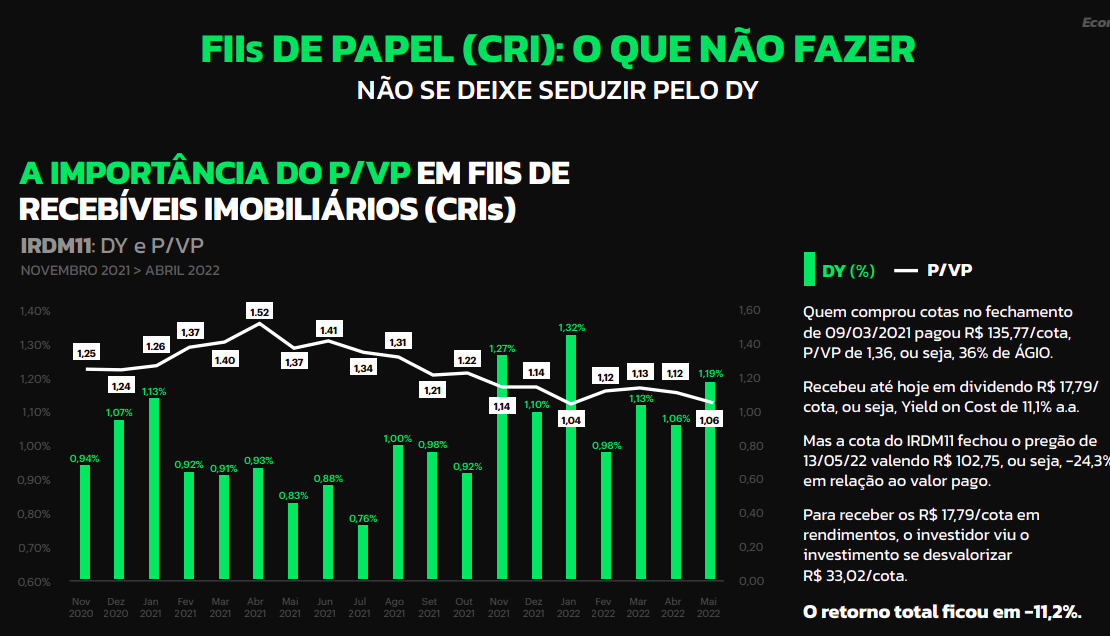 FIIs DE PAPEL (CRI): O QUE NÃO FAZER
NÃO SE DEIXE SEDUZIR PELO DY
A IMPORTÂNCIA DO P/VP EM FIIS DE
RECEBÍVEIS IMOBILIÁRIOS (CRIs)
IRDM11: DY e P/VP
NOVEMBRO 2021 > ABRIL 2022
DY (%) P/VP
1,40% 1,30% 1,20% 1,10% 1,00% 0,90% 0,80% 0,70% 0,60%
1,25 1,24 1.26 1,37 1.40 1.52 1,37 1.41 1,34 1,31 1,21 1.22 1,14 1.14 1,04 1,12 1,13 1,12 1,06
0,94% 1,07% 1,13% 0,92% 0,91% 0,93% 0,83% 0,88% 0,76% 1,00% 0,98% 0,92% 1,27% 1,10% 1,32% 0,98% 1,13% 1,06% 1,19%
1,60 1,40 1,20 1,00 0,80 0,60 0,40 0,20 0,00
Nov Dez Jan Fev Mar Abr Mai Jun Jul Ago Set Out Nov Dez Jan Fev Mar Abr Mai
2020 2020 2021 2021 2021 2021 2021 2021 2021 2021 2021 2021 2021 2021 2022 2022 2022 2022 2022
Quem comprou cotas no fechamento
de 09/03/2021 pagou R$ 135,77/cota,
P/VP de 1,36, ou seja, 36% de ÁGIO.
Recebeu até hoje em dividendo R$ 17,79/
cota, ou seja, Yield on Cost de 11,1% a.a.
Mas a cota do IRDM11 fechou o pregão de
13/05/22 valendo R$ 102,75, ou seja, -24,3%
em relação ao valor pago.
Para receber os R$ 17,79/cota em
rendimentos, o investidor viu o
investimento se desvalorizar
R$ 33,02/cota.
O retorno total ficou em -11,2%.